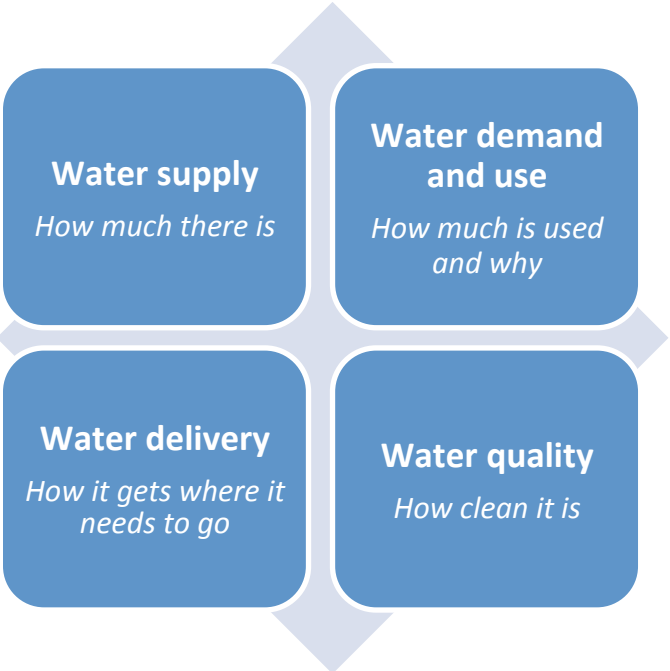 Water supply
How much there is
Water demand
and use
How much is used
and why
Water delivery
How it gets where it
needs to go
Water quality
How clean it is